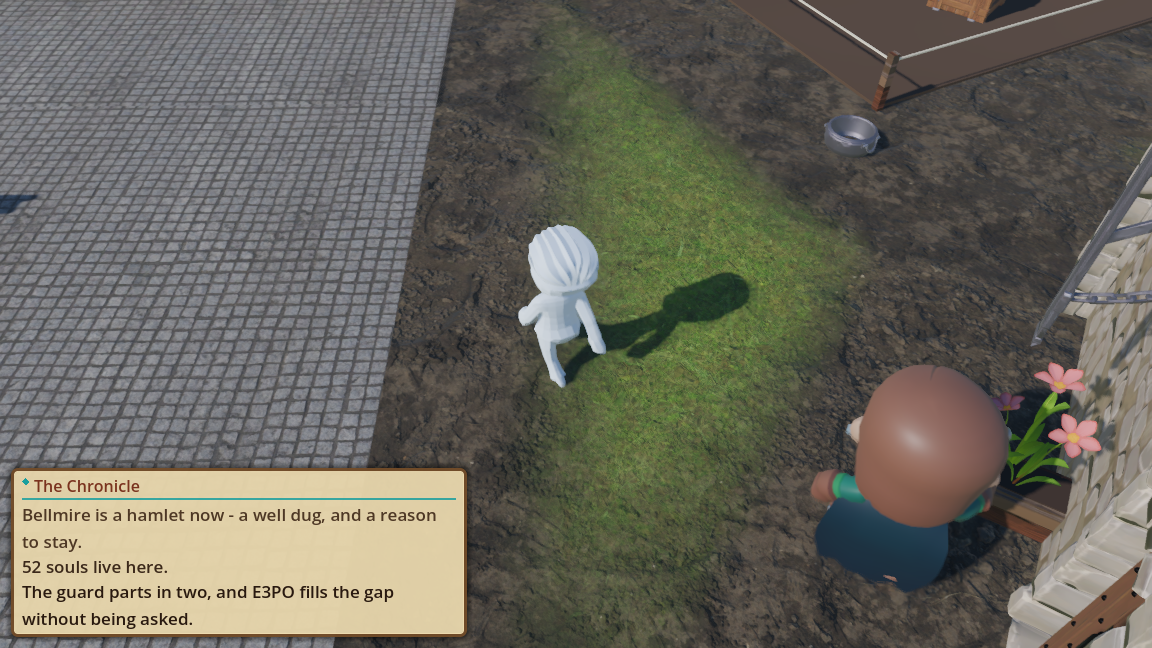 The Chronicle
Bellmire is a hamlet now - a well dug, and a reason
to stay.
52 souls live here.
The guard parts in two, and E3PO fills the gap
without being asked.